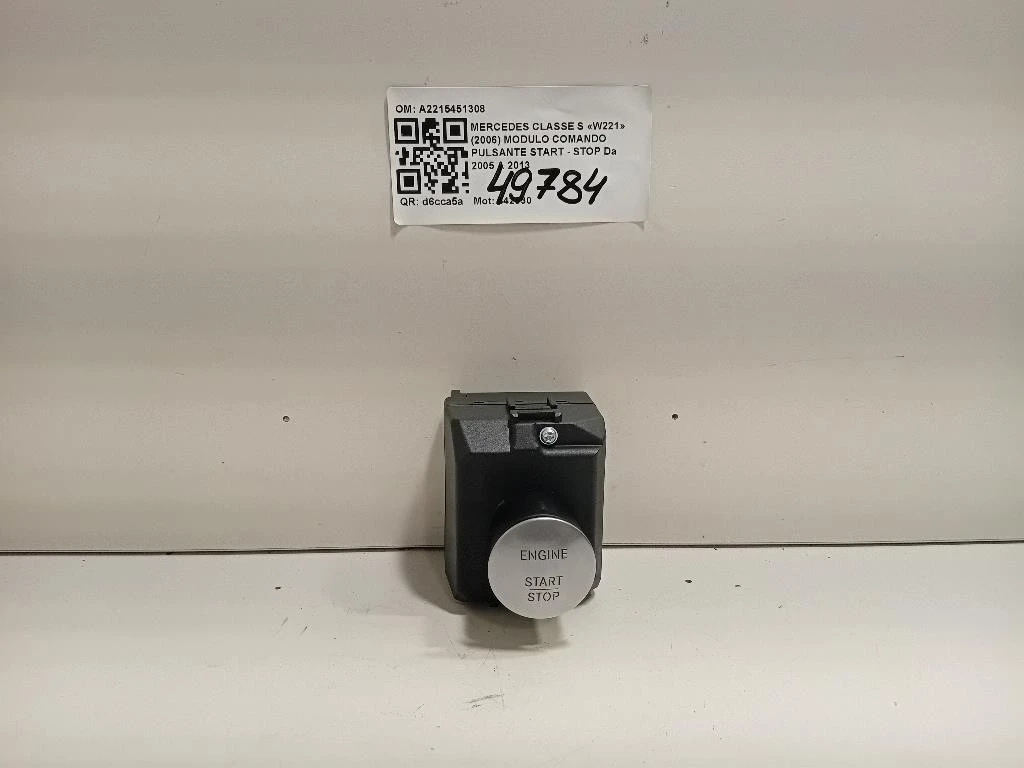 OM: A2215451308
MERCEDES CLASSE S «W221»
(2006) MODULO COMANDO
PULSANTE START - STOP Da
2005 A 2013
49784
QR: d6cca5a Mot:
ENGINE
START
STOP